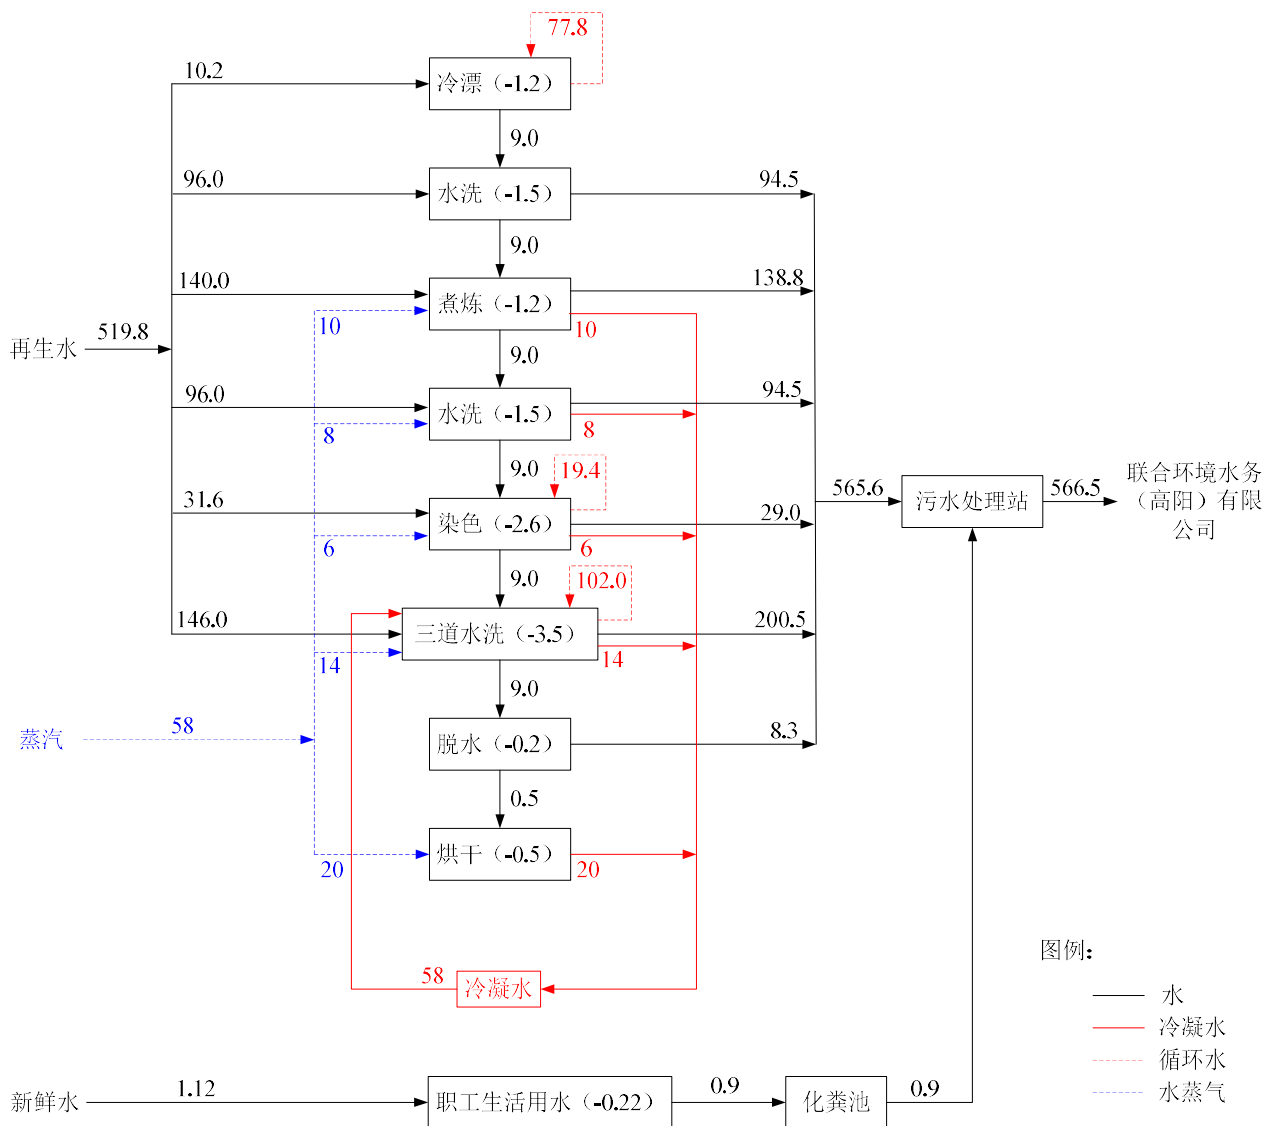 77.8
10.2
冷漂（-1.2）
9.0
96.0
水洗（-1.5）
94.5
9.0
140.0
煮炼（-1.2）
138.8
10
10
519.8
再生水
9.0
96.0
水洗（-1.5）
94.5
8
8
9.0
19.4
31.6
染色（-2.6）
29.0
6
6
565.6
污水处理站
566.5
联合环境水务
（高阳）有限
公司
9.0
102.0
146.0
三道水洗（-3.5）
200.5
14
14
9.0
58
蒸汽
脱水（-0.2）
8.3
0.5
烘干（-0.5）
20
20
58
冷凝水
图例：
水
冷凝水
循环水
水蒸气
新鲜水
1.12
职工生活用水（-0.22）
0.9
化粪池
0.9